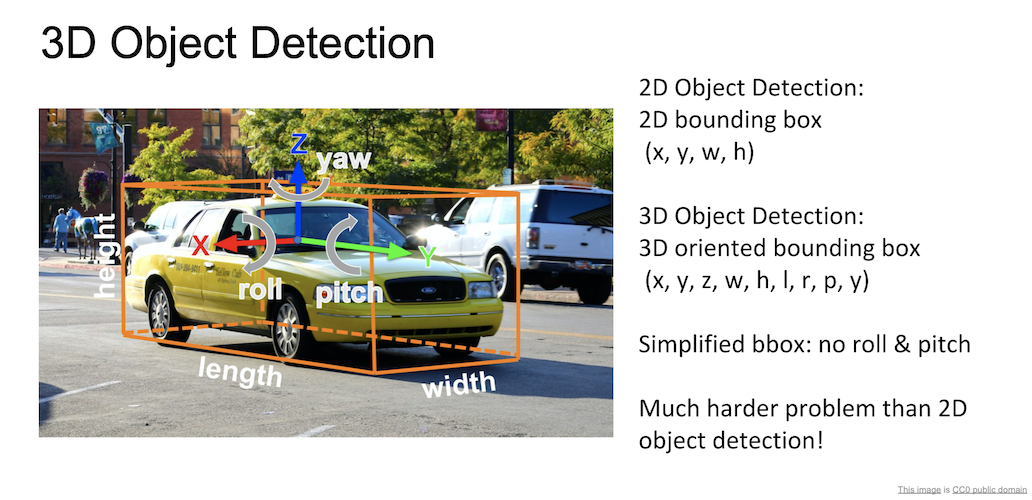 3D Object Detection
2D Object Detection:
2D bounding box
(x, y, w, h)
3D Object Detection:
3D oriented bounding box
(x, y, z, w, h, l, r, p, y)
Simplified bbox: no roll & pitch
Much harder problem than 2D
object detection!
Z
yaw
X
Y
roll
pitch
height
length
width
This image is CC0 public domain